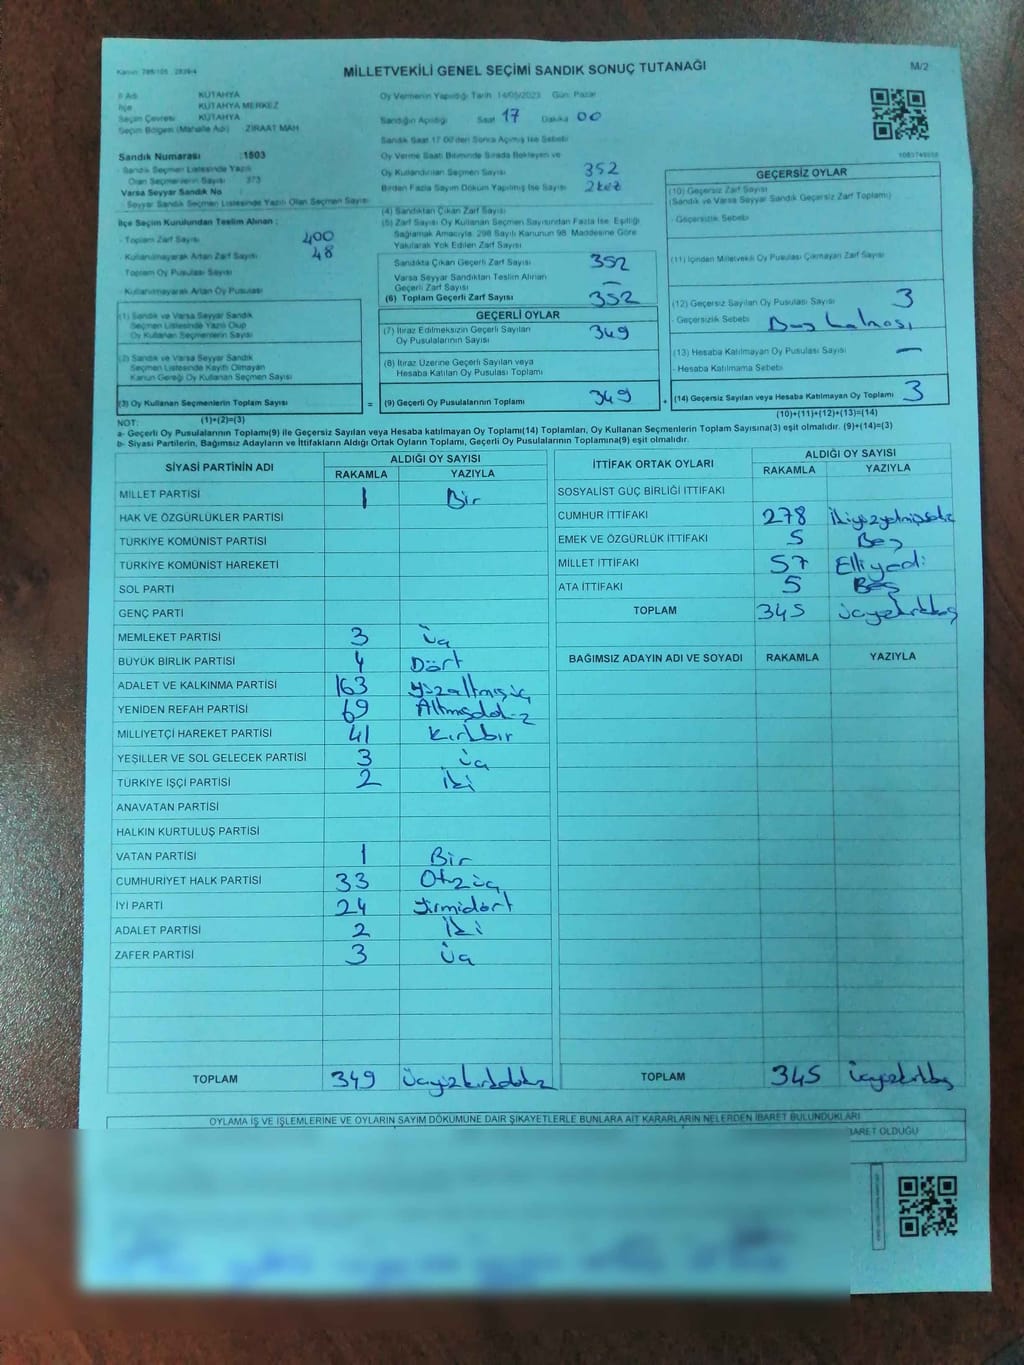 MİLLETVEKİLİ GENEL SEÇİMİ SANDIK SONUÇ TUTANAĞI
M/2
KÜTAHYA
İlçe KÜTAHYA MERKEZ
Seçim Çevresi KÜTAHYA
Seçim Bölgesi (Mahalle Adı) ZİRAAT MAH
Oy Vermenin Yapıldığı Tarih 14/05/2023 Gün: Pazar
Sandığın Açıldığı Saat 17 Dakika 00
Sandık Saat 17.00'den Sonra Açılmış İse Sebebi
Sandık Numarası : 1503
Sandık Seçmen Listesinde Yazılı
Olan Seçmenlerin Sayısı 373
Varsa Seyyar Sandık No
Seyyar Sandık Seçmen Listesinde Yazılı Olan Seçmen Sayısı
Oy Verme Saati Bitiminde Sırada Bekleyen ve
Oy Kullandırılan Seçmen Sayısı 352
Birden Fazla Sayım Döküm Yapılmış İse Sayısı 2 kez
İlçe Seçim Kurulundan Teslim Alınan :
- Toplam Zarf Sayısı 400
- Kullanılmayarak Artan Zarf Sayısı 48
- Toplam Oy Pusulası Sayısı
- Kullanılmayarak Artan Oy Pusulası
(4) Sandıktan Çıkan Zarf Sayısı
(5) Zarf Sayısı Oy Kullanan Seçmen Sayısından Fazla İse, Eşitliği
Sağlamak Amacıyla, 298 Sayılı Kanunun 98. Maddesine Göre
Yakılarak Yok Edilen Zarf Sayısı
Sandıkta Çıkan Geçerli Zarf Sayısı 352
Varsa Seyyar Sandıktan Teslim Alınan
Geçerli Zarf Sayısı —
(6) Toplam Geçerli Zarf Sayısı 352
GEÇERSİZ OYLAR
(10) Geçersiz Zarf Sayısı
(Sandık ve Varsa Seyyar Sandık Geçersiz Zarf Toplamı)
- Geçersizlik Sebebi
(11) İçinden Milletvekili Oy Pusulası Çıkmayan Zarf Sayısı
(12) Geçersiz Sayılan Oy Pusulası Sayısı 3
- Geçersizlik Sebebi Boş kalması
(13) Hesaba Katılmayan Oy Pusulası Sayısı —
- Hesaba Katılmama Sebebi
(14) Geçersiz Sayılan veya Hesaba Katılmayan Oy Toplamı 3
(10)+(11)+(12)+(13)=(14)
(1) Sandık ve Varsa Seyyar Sandık
Seçmen Listesinde Yazılı Olup
Oy Kullanan Seçmenlerin Sayısı
(2) Sandık ve Varsa Seyyar Sandık
Seçmen Listesinde Kayıtlı Olmayan
Kanun Gereği Oy Kullanan Seçmen Sayısı
(3) Oy Kullanan Seçmenlerin Toplam Sayısı
(1)+(2)=(3)
GEÇERLİ OYLAR
(7) İtiraz Edilmeksizin Geçerli Sayılan
Oy Pusulalarının Sayısı 349
(8) İtiraz Üzerine Geçerli Sayılan veya
Hesaba Katılan Oy Pusulası Toplamı
= (9) Geçerli Oy Pusulalarının Toplamı 349 +
NOT:
a- Geçerli Oy Pusulalarının Toplamı(9) ile Geçersiz Sayılan veya Hesaba katılmayan Oy Toplamı(14) Toplamları, Oy Kullanan Seçmenlerin Toplam Sayısına(3) eşit olmalıdır. (9)+(14)=(3)
b- Siyasi Partilerin, Bağımsız Adayların ve İttifakların Aldığı Ortak Oyların Toplamı, Geçerli Oy Pusulalarının Toplamına(9) eşit olmalıdır.
SİYASİ PARTİNİN ADI ALDIĞI OY SAYISI
RAKAMLA YAZIYLA
MİLLET PARTİSİ 1 Bir
HAK VE ÖZGÜRLÜKLER PARTİSİ
TÜRKİYE KOMÜNİST PARTİSİ
TÜRKİYE KOMÜNİST HAREKETİ
SOL PARTİ
GENÇ PARTİ
MEMLEKET PARTİSİ 3 üç
BÜYÜK BİRLİK PARTİSİ 4 Dört
ADALET VE KALKINMA PARTİSİ 163 yüzaltmışüç
YENİDEN REFAH PARTİSİ 69 Altmışdokuz
MİLLİYETÇİ HAREKET PARTİSİ 41 kırkbir
YEŞİLLER VE SOL GELECEK PARTİSİ 3 üç
TÜRKİYE İŞÇİ PARTİSİ 2 iki
ANAVATAN PARTİSİ
HALKIN KURTULUŞ PARTİSİ
VATAN PARTİSİ 1 Bir
CUMHURİYET HALK PARTİSİ 33 Otuzüç
İYİ PARTİ 24 yirmidört
ADALET PARTİSİ 2 iki
ZAFER PARTİSİ 3 üç
TOPLAM 349 üçyüzkırkdokuz
İTTİFAK ORTAK OYLARI ALDIĞI OY SAYISI
RAKAMLA YAZIYLA
SOSYALİST GÜÇ BİRLİĞİ İTTİFAKI
CUMHUR İTTİFAKI 278 ikiyüzyetmişsekiz
EMEK VE ÖZGÜRLÜK İTTİFAKI 5 Beş
MİLLET İTTİFAKI 57 Elliyedi
ATA İTTİFAKI 5 Beş
TOPLAM 345 üçyüzkırkbeş
BAĞIMSIZ ADAYIN ADI VE SOYADI RAKAMLA YAZIYLA
TOPLAM 345 üçyüzkırkbeş
OYLAMA İŞ VE İŞLEMLERİNE VE OYLARIN SAYIM DÖKÜMÜNE DAİR ŞİKAYETLERLE BUNLARA AİT KARARLARIN NELERDEN İBARET BULUNDUKLARI
İBARET OLDUĞU